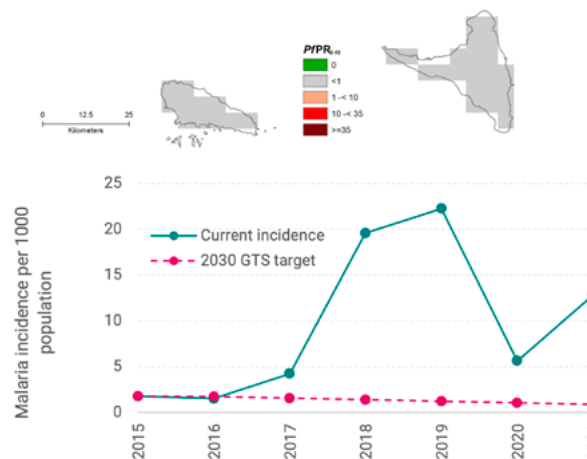 PfPR2-10
0
<1
1 -< 10
10 -< 35
>=35
0 12.5 25
Kilometers
Malaria incidence per 1000
population
25
20
15
10
5
0
Current incidence
2030 GTS target
2015
2016
2017
2018
2019
2020